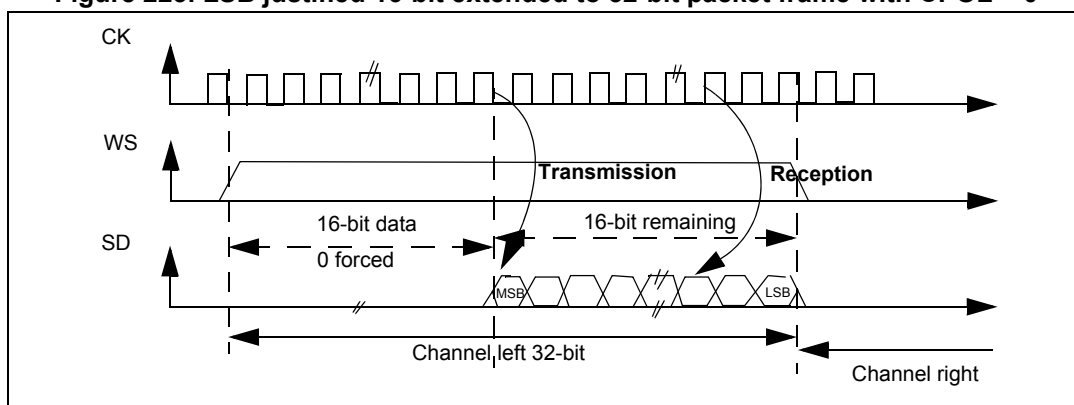 CK
WS
Transmission
Reception
16-bit data
16-bit remaining
SD
0 forced
MSB
LSB
Channel left 32-bit
Channel right